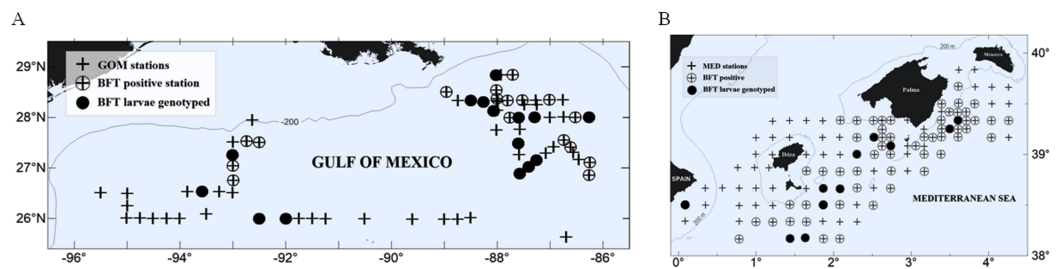 A
B
GOM stations
BFT positive station
BFT larvae genotyped
29°N
28°N
27°N
26°N
-200
GULF OF MEXICO
-96
-94
-92
-90
-88
-86
200 m
Menorca
40°
MED stations
BFT positive
BFT larvae genotyped
Palma
Ibiza
39°
SPAIN
MEDITERRANEAN SEA
200 m
38°
0°
1°
2°
3°
4°